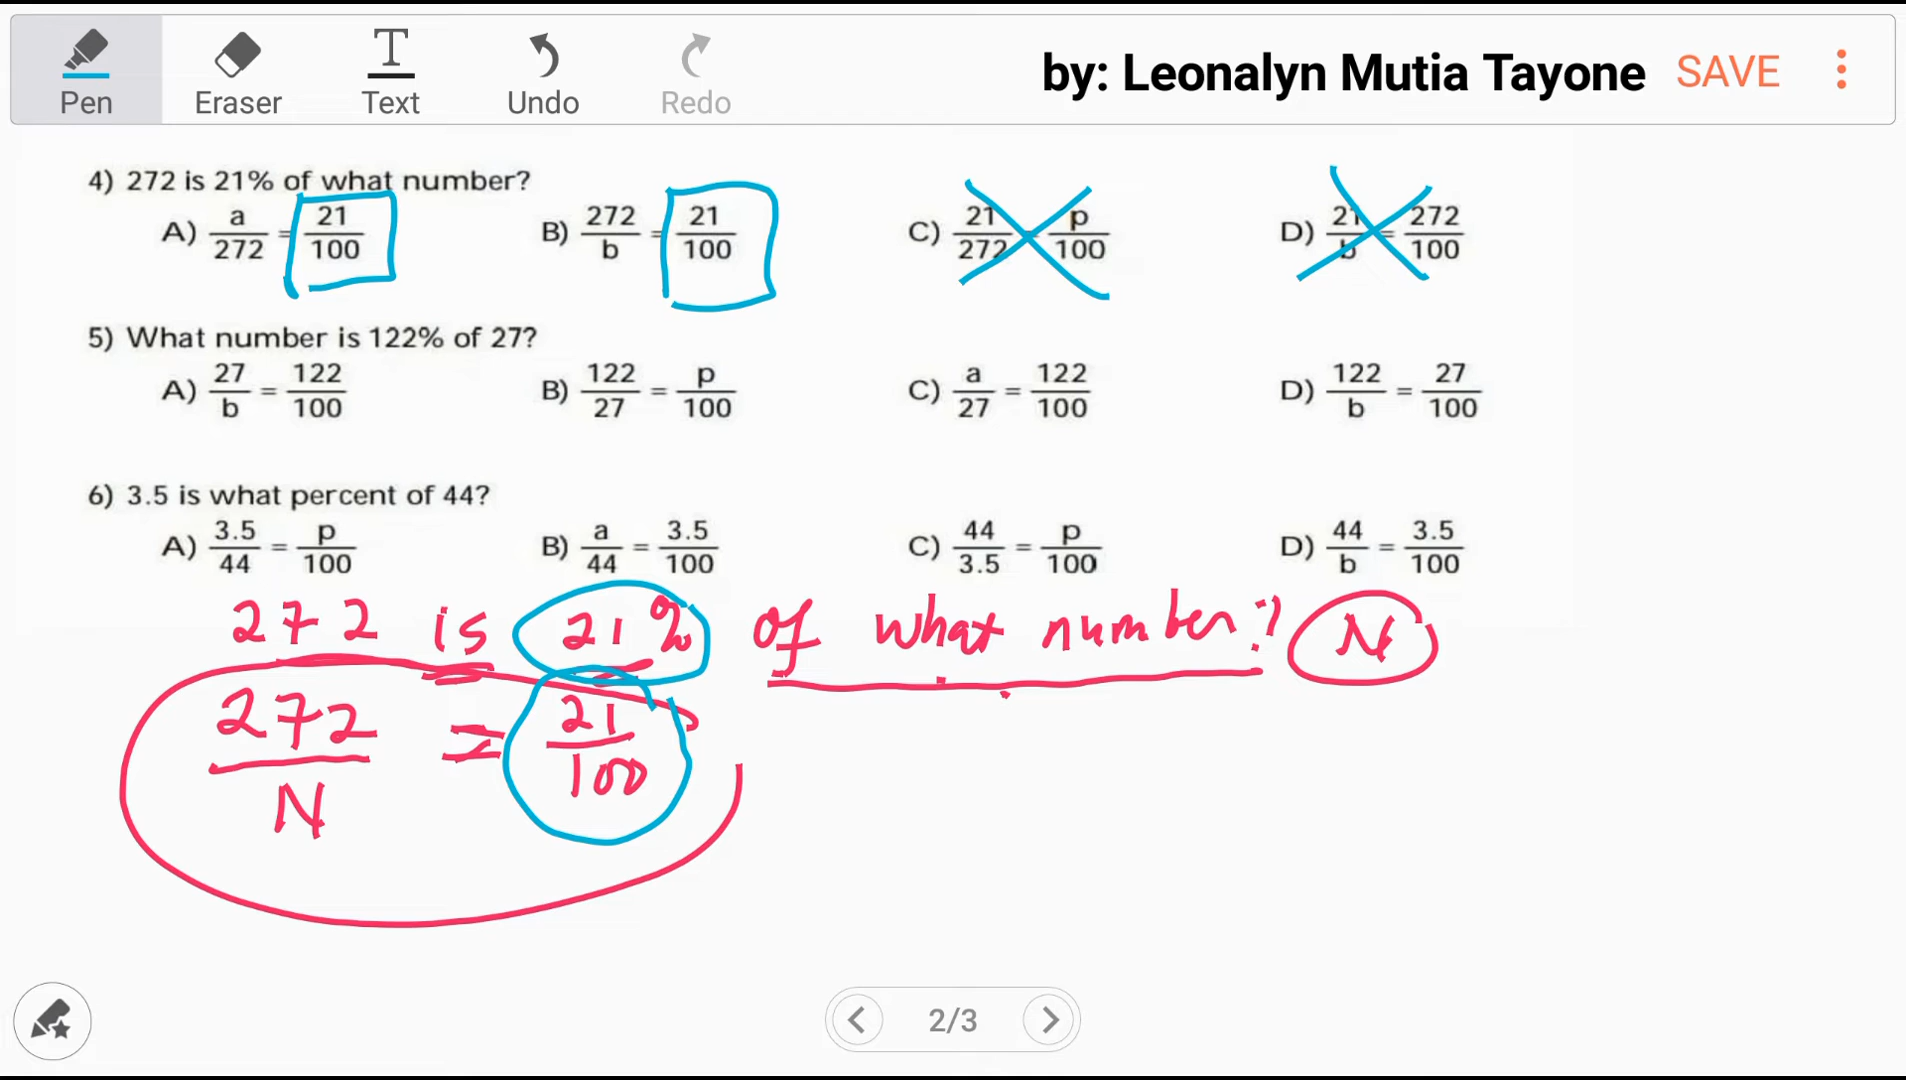 Pen Eraser Text Undo Redo by: Leonalyn Mutia Tayone SAVE
4) 272 is 21% of what number?
A) a/272 = 21/100 B) 272/b = 21/100 C) 21/272 = p/100 D) 21/b = 272/100
5) What number is 122% of 27?
A) 27/b = 122/100 B) 122/27 = p/100 C) a/27 = 122/100 D) 122/b = 27/100
6) 3.5 is what percent of 44?
A) 3.5/44 = p/100 B) a/44 = 3.5/100 C) 44/3.5 = p/100 D) 44/b = 3.5/100
272 is 21% of what number? N
272/N = 21/100
2/3